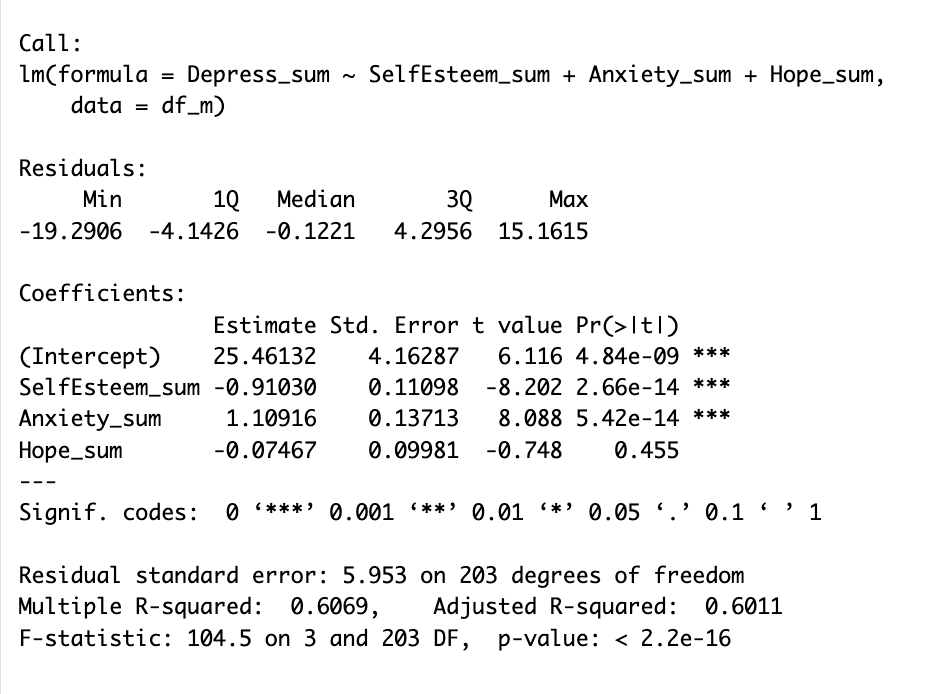 Call:
lm(formula = Depress_sum ~ SelfEsteem_sum + Anxiety_sum + Hope_sum,
    data = df_m)
Residuals:
     Min       1Q   Median       3Q      Max
-19.2906  -4.1426  -0.1221   4.2956  15.1615
Coefficients:
               Estimate Std. Error t value Pr(>|t|)
(Intercept)    25.46132    4.16287   6.116 4.84e-09 ***
SelfEsteem_sum -0.91030    0.11098  -8.202 2.66e-14 ***
Anxiety_sum     1.10916    0.13713   8.088 5.42e-14 ***
Hope_sum       -0.07467    0.09981  -0.748    0.455
---
Signif. codes:  0 ‘***’ 0.001 ‘**’ 0.01 ‘*’ 0.05 ‘.’ 0.1 ‘ ’ 1
Residual standard error: 5.953 on 203 degrees of freedom
Multiple R-squared:  0.6069,    Adjusted R-squared:  0.6011
F-statistic: 104.5 on 3 and 203 DF,  p-value: < 2.2e-16